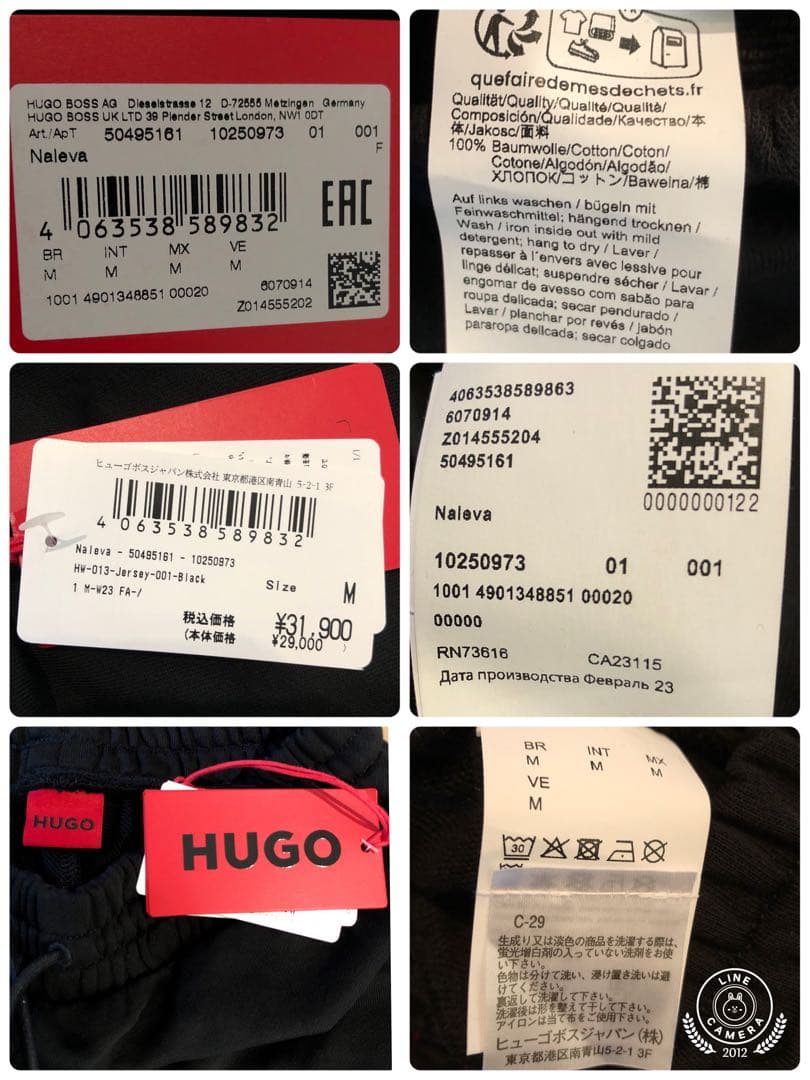 HUGO BOSS AG Dieselstrasse 12 D-72555 Metzingen Germany
HUGO BOSS UK LTD 39 Plender Street London, NW1 0DT
Art./ApT 50495161 10250973 01 001
F
Naleva
4 063538 589832
EAC
BR INT MX VE
M M M M
6070914
1001 4901348851 00020
Z014555202
quefairedemesdechets.fr
Qualität/Quality/Qualité/Qualità/
Composición/Qualidade/Качество/本
体/Jakosc/面料
100% Baumwolle/Cotton/Coton/
Cotone/Algodón/Algodão/
ХЛОПОК/コットン/Bawełna/棉
Auf links waschen / bügeln mit
Feinwaschmittel; hängend trocknen /
Wash / iron inside out with mild
detergent; hang to dry / Laver /
repasser à l'envers avec lessive pour
linge délicat; suspendre sécher / Lavar /
engomar de avesso com sabão para
roupa delicada; secar pendurado /
Lavar / planchar por revés / jabón
pararopa delicada; secar colgado
ヒューゴボスジャパン株式会社 東京都港区南青山 5-2-1 3F
4 063538 589832
Naleva - 50495161 - 10250973
HW-013-Jersey-001-Black
1 M-W23 FA-/
Size M
税込価格 ¥31,900
(本体価格 ¥29,000 )
4063538589863
6070914
Z014555204
50495161
0000000122
Naleva
10250973 01 001
1001 4901348851 00020
00000
RN73616 CA23115
Дата производства Февраль 23
HUGO
HUGO
BR INT MX
M M M
VE
M
30
C-29
生成り又は淡色の商品を洗濯する際は、
蛍光増白剤の入っていない洗剤をお使
い下さい。
色物は分けて洗い、浸け置き洗いは避
けてください。
裏返して洗濯して下さい。
洗濯後は形を整えて干して下さい。
アイロンは当て布をご使用下さい。
ヒューゴボスジャパン(株)
東京都港区南青山5-2-1 3F
LINE
CAMERA
2012